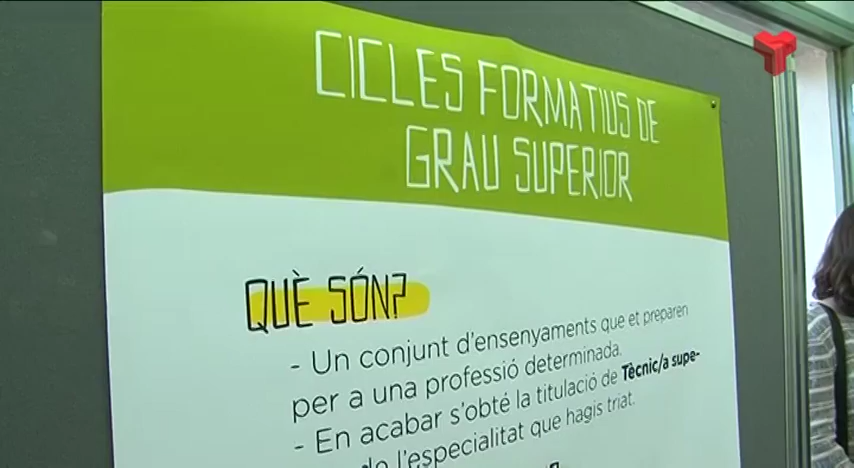 CICLES FORMATIUS DE
GRAU SUPERIOR
QUÈ SÓN?
- Un conjunt d'ensenyaments que et preparen
per a una professió determinada.
- En acabar s'obté la titulació de Tècnic/a supe-
de l'especialitat que hagis triat.